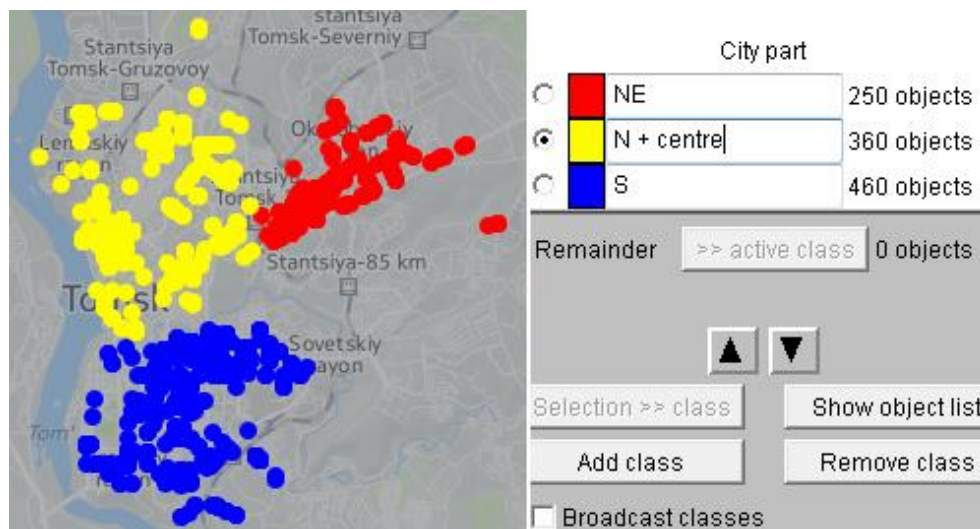 stantsiya
Tomsk-Severniy
Stantsiya
Tomsk-Gruzovoy
Stantsiya-85 km
Tomsk
Sovetskiy
Tom'
City part
NE
250 objects
N + centre
360 objects
S
460 objects
Remainder
>> active class
0 objects
Selection >> class
Show object list
Add class
Remove class
Broadcast classes